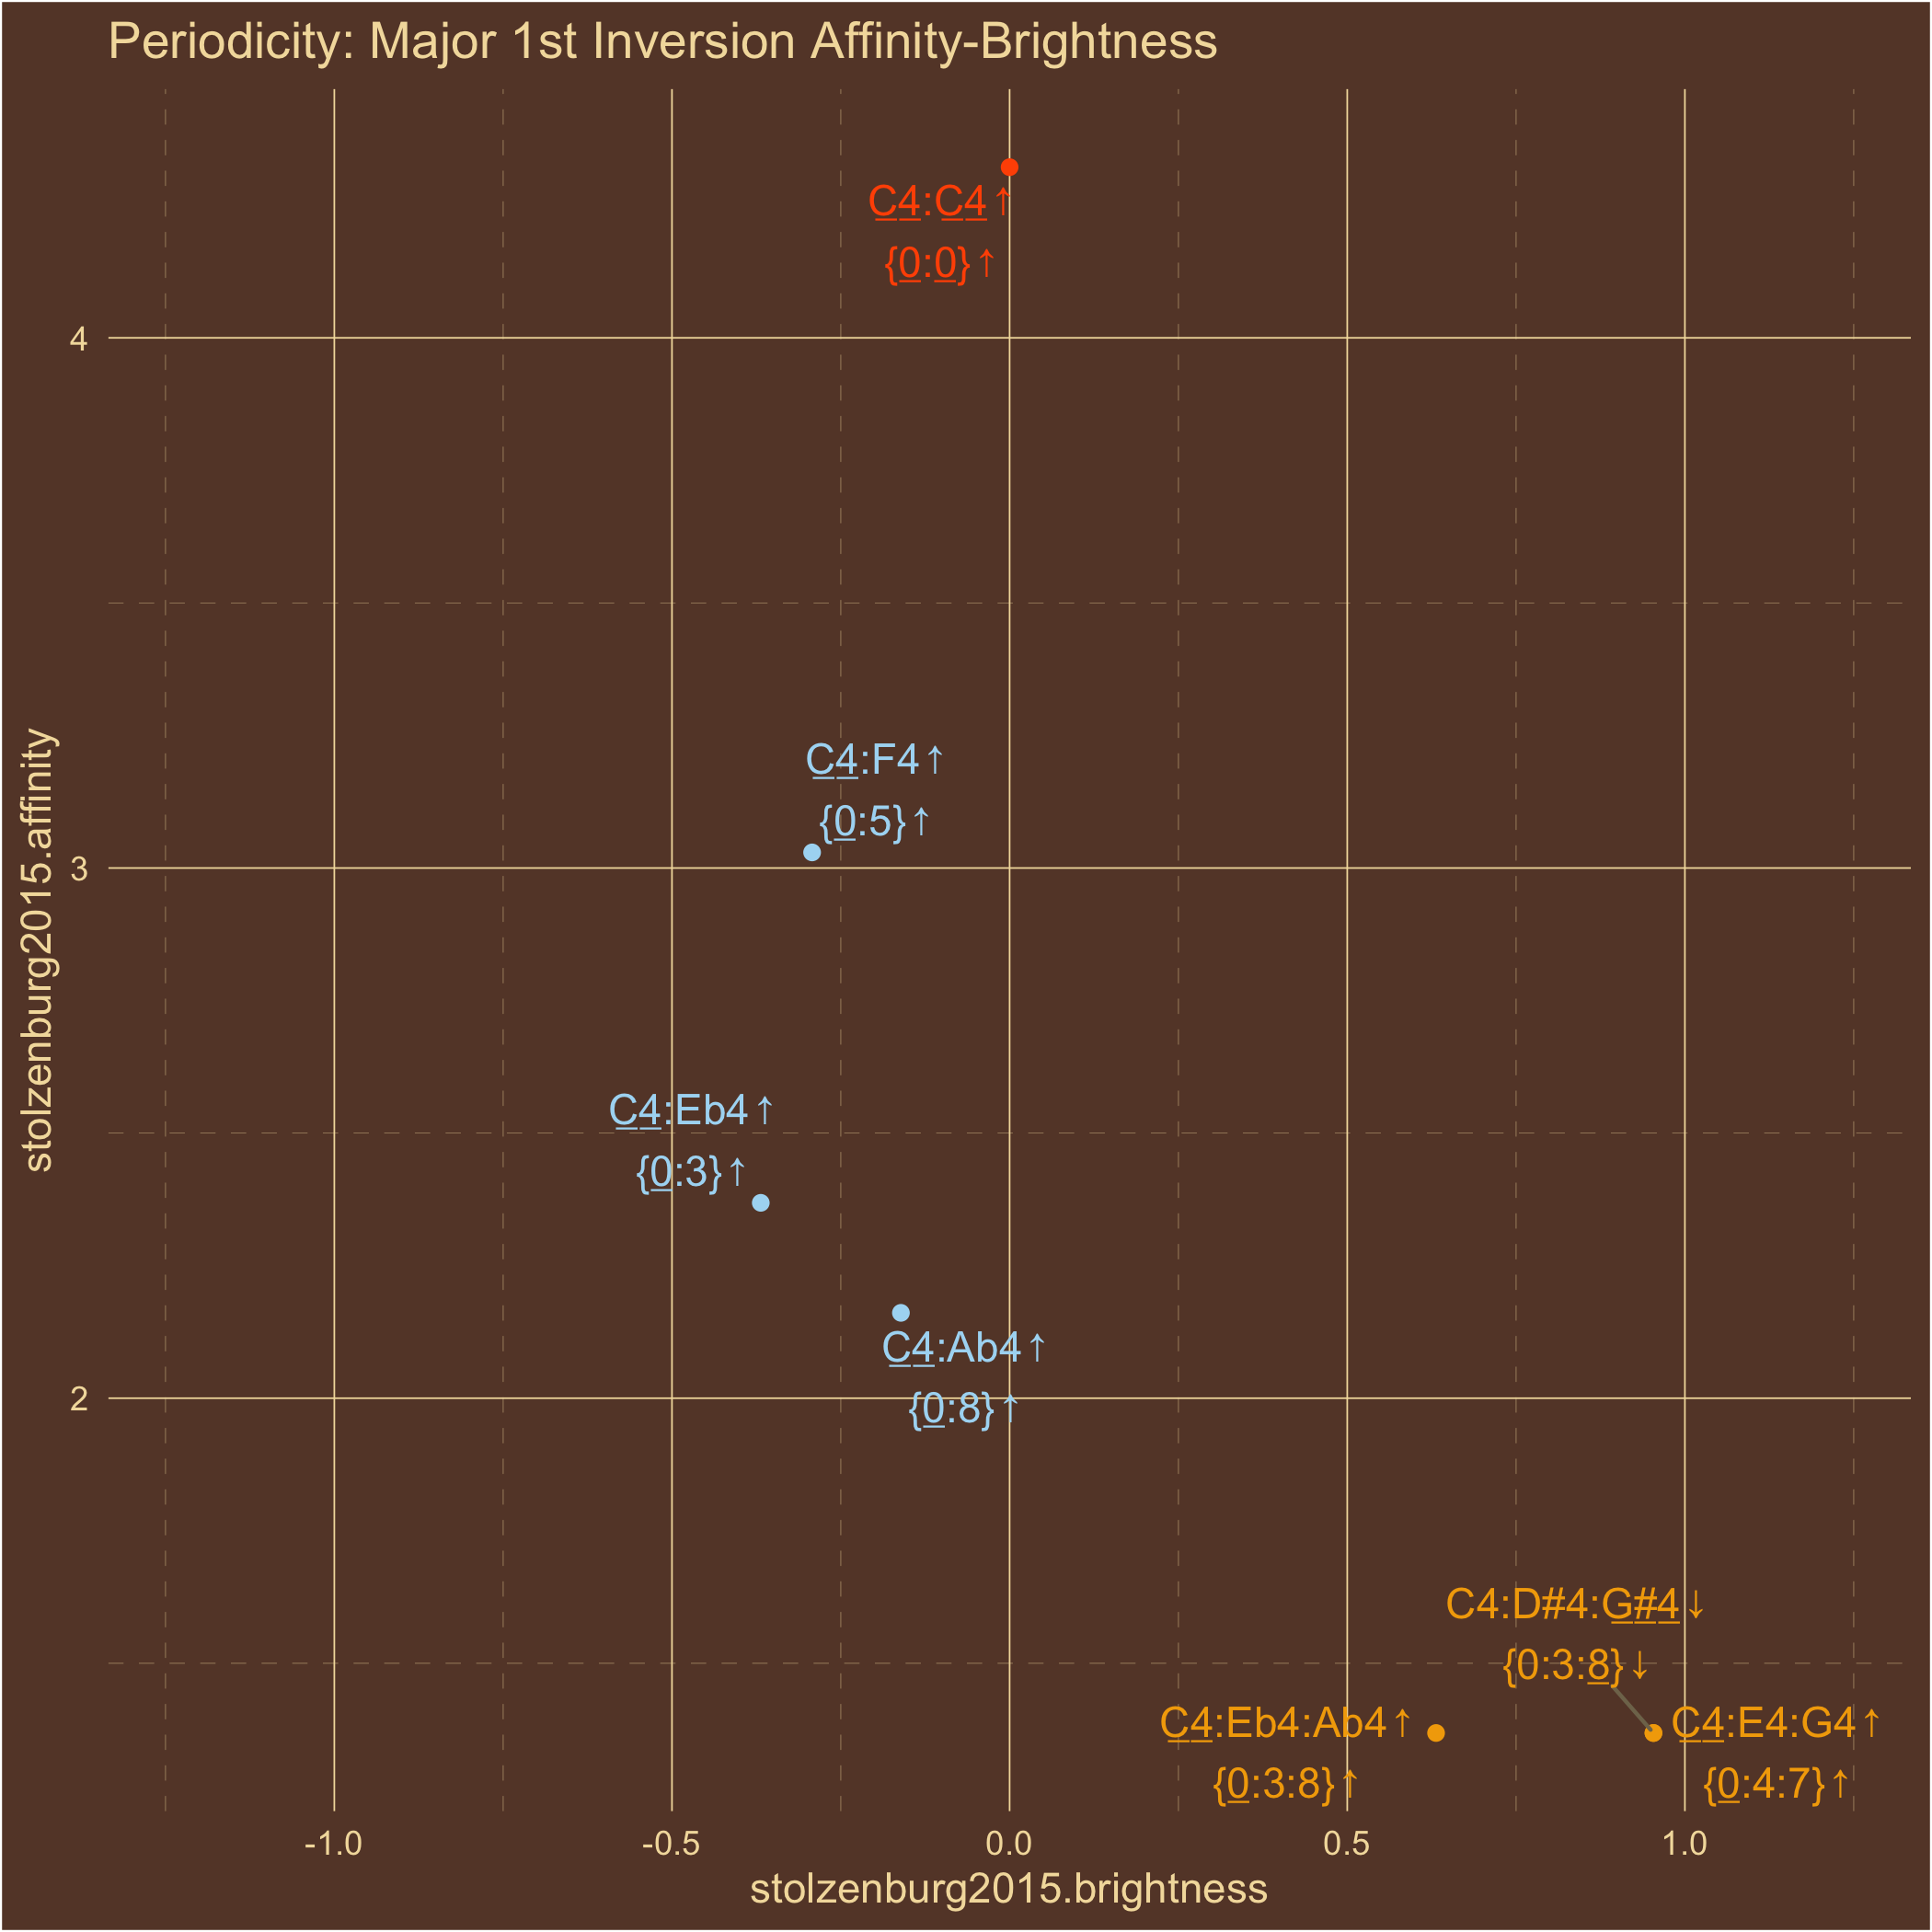 Periodicity: Major 1st Inversion Affinity-Brightness
C4:C4↑
{0:0}↑
4
C4:F4↑
{0:5}↑
3
stolzenburg2015.affinity
C4:Eb4↑
{0:3}↑
C4:Ab4↑
{0:8}↑
2
C4:D#4:G#4↓
{0:3:8}↓
C4:Eb4:Ab4↑
{0:3:8}↑
C4:E4:G4↑
{0:4:7}↑
-1.0
-0.5
0.0
0.5
1.0
stolzenburg2015.brightness